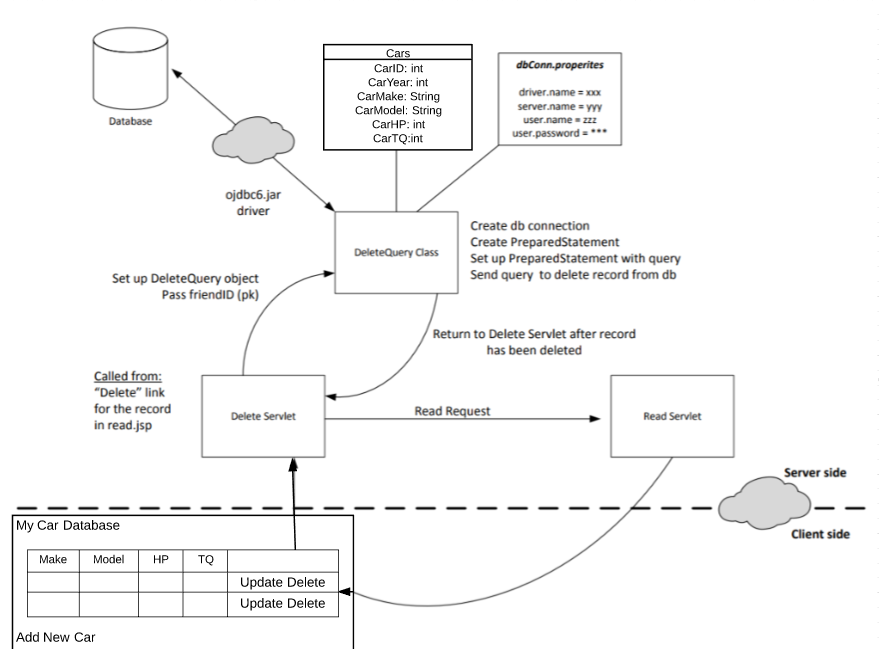 Cars
CarID: int
CarYear: int
CarMake: String
CarModel: String
CarHP: int
CarTQ:int
dbConn.properites
driver.name = xxx
server.name = yyy
user.name = zzz
user.password = ***
Database
ojdbc6.jar
driver
DeleteQuery Class
Create db connection
Create PreparedStatement
Set up PreparedStatement with query
Send query to delete record from db
Set up DeleteQuery object
Pass friendID (pk)
Return to Delete Servlet after record
has been deleted
Called from:
“Delete” link
for the record
in read.jsp
Delete Servlet
Read Request
Read Servlet
Server side
Client side
My Car Database
Make Model HP TQ
Update Delete
Update Delete
Add New Car